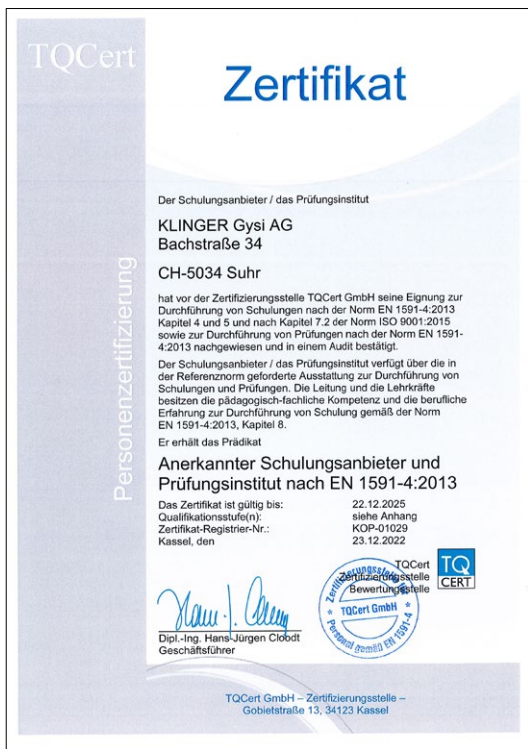 TQCert
Zertifikat
Personenzertifizierung
Der Schulungsanbieter / das Prüfungsinstitut
KLINGER Gysi AG
Bachstraße 34
CH-5034 Suhr
hat vor der Zertifizierungsstelle TQCert GmbH seine Eignung zur
Durchführung von Schulungen nach der Norm EN 1591-4:2013
Kapitel 4 und 5 und nach Kapitel 7.2 der Norm ISO 9001:2015
sowie zur Durchführung von Prüfungen nach der Norm EN 1591-
4:2013 nachgewiesen und in einem Audit bestätigt.
Der Schulungsanbieter / das Prüfungsinstitut verfügt über die in
der Referenznorm geforderte Ausstattung zur Durchführung von
Schulungen und Prüfungen. Die Leitung und die Lehrkräfte
besitzen die pädagogisch-fachliche Kompetenz und die berufliche
Erfahrung zur Durchführung von Schulung gemäß der Norm
EN 1591-4:2013, Kapitel 8.
Er erhält das Prädikat
Anerkannter Schulungsanbieter und
Prüfungsinstitut nach EN 1591-4:2013
Das Zertifikat ist gültig bis: 22.12.2025
Qualifikationsstufe(n): siehe Anhang
Zertifikat-Registrier-Nr.: KOP-01029
Kassel, den 23.12.2022
TQCert
Zertifizierungsstelle
Bewertungsstelle
TQ
CERT
Zertifizierungsstelle für
TQCert GmbH
Personal gemäß EN 1591-4
Dipl.-Ing. Hans Jürgen Cloodt
Geschäftsführer
TQCert GmbH – Zertifizierungsstelle –
Gobietstraße 13, 34123 Kassel